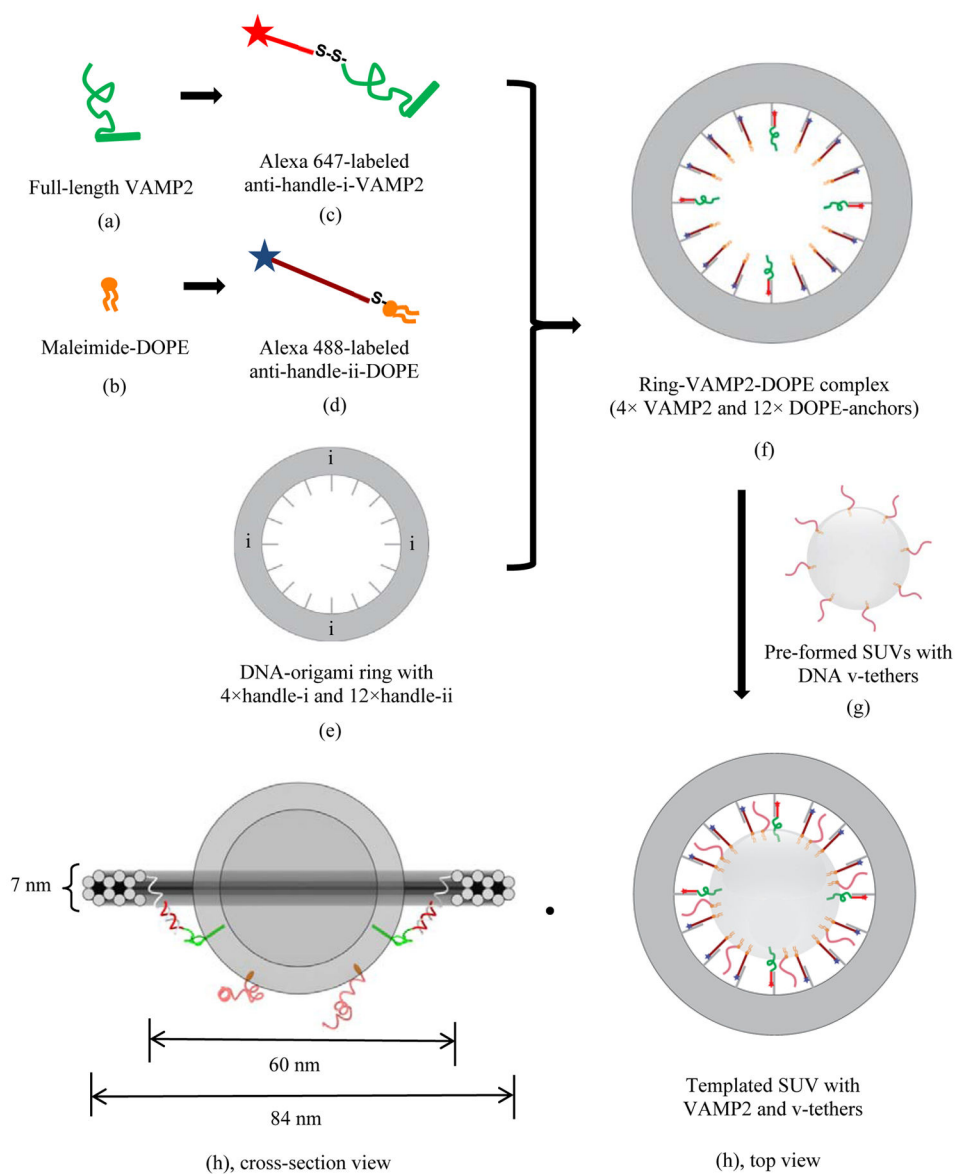 S-S-
Full-length VAMP2
(a)
Alexa 647-labeled
anti-handle-i-VAMP2
(c)
S-
Maleimide-DOPE
(b)
Alexa 488-labeled
anti-handle-ii-DOPE
(d)
Ring-VAMP2-DOPE complex
(4× VAMP2 and 12× DOPE-anchors)
(f)
i
i
i
i
DNA-origami ring with
4×handle-i and 12×handle-ii
(e)
Pre-formed SUVs with
DNA v-tethers
(g)
7 nm
60 nm
84 nm
(h), cross-section view
Templated SUV with
VAMP2 and v-tethers
(h), top view